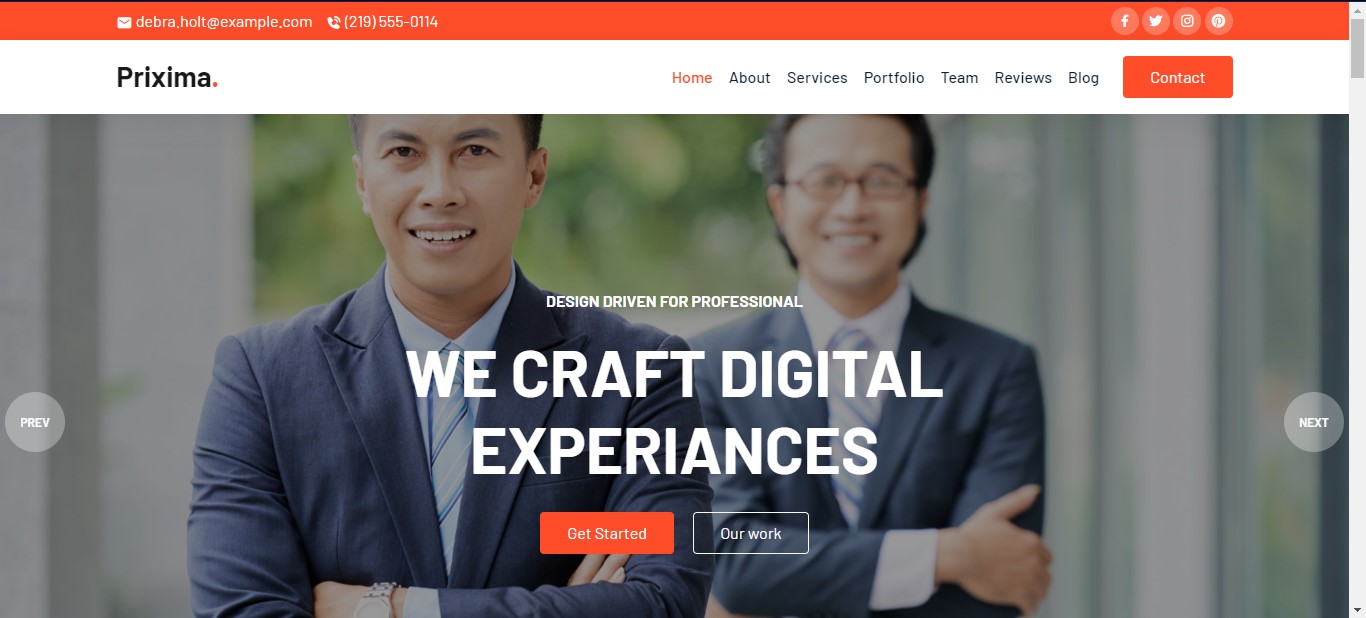 debra.holt@example.com (219) 555-0114
Prixima.
Home About Services Portfolio Team Reviews Blog Contact
DESIGN DRIVEN FOR PROFESSIONAL
WE CRAFT DIGITAL
EXPERIANCES
PREV
NEXT
Get Started Our work